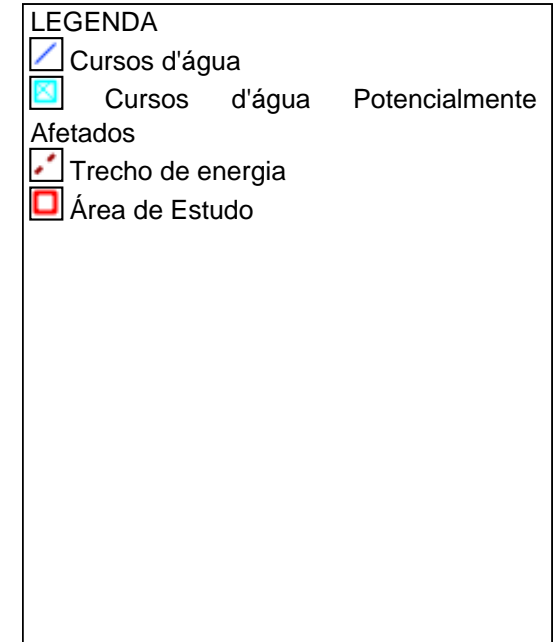 LEGENDA
Cursos d'água
Cursos d'água Potencialmente
Afetados
Trecho de energia
Área de Estudo